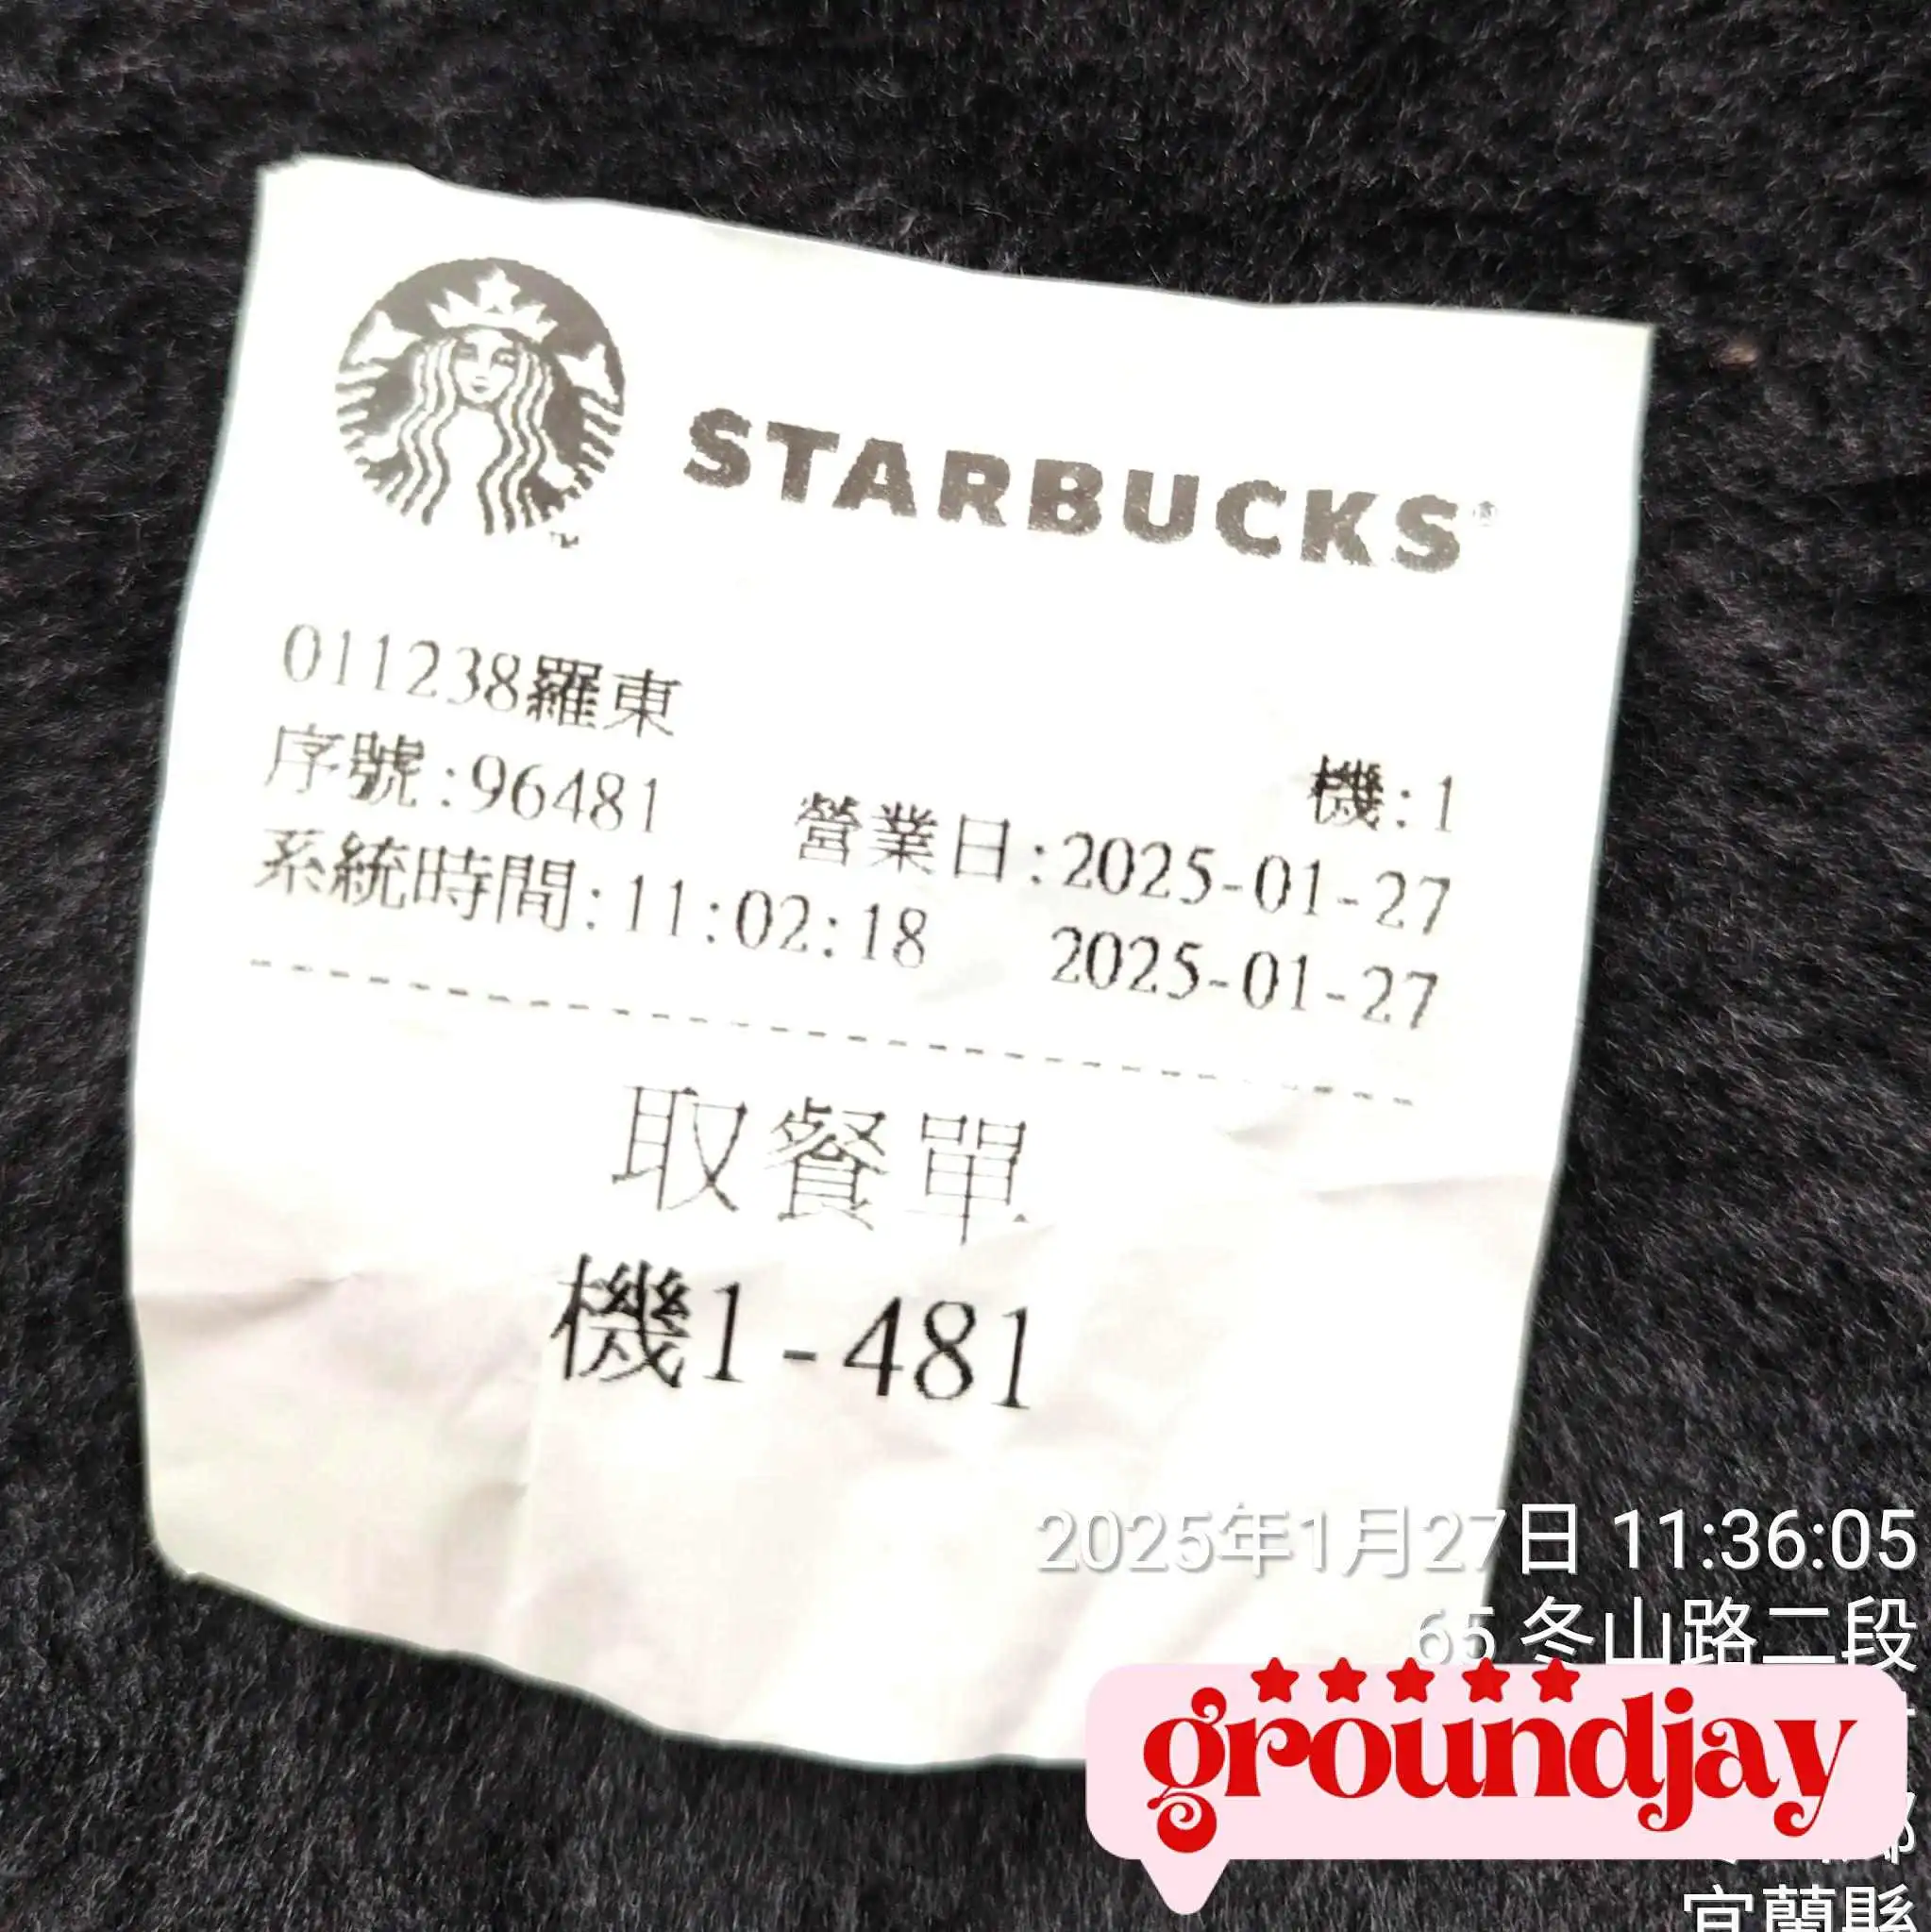 STARBUCKS®
TM
011238羅東
機:1
序號:96481 營業日:2025-01-27
系統時間:11:02:18 2025-01-27
取餐單
機1-481
2025年1月27日 11:36:05
65 冬山路二段
groundjay
宜蘭縣